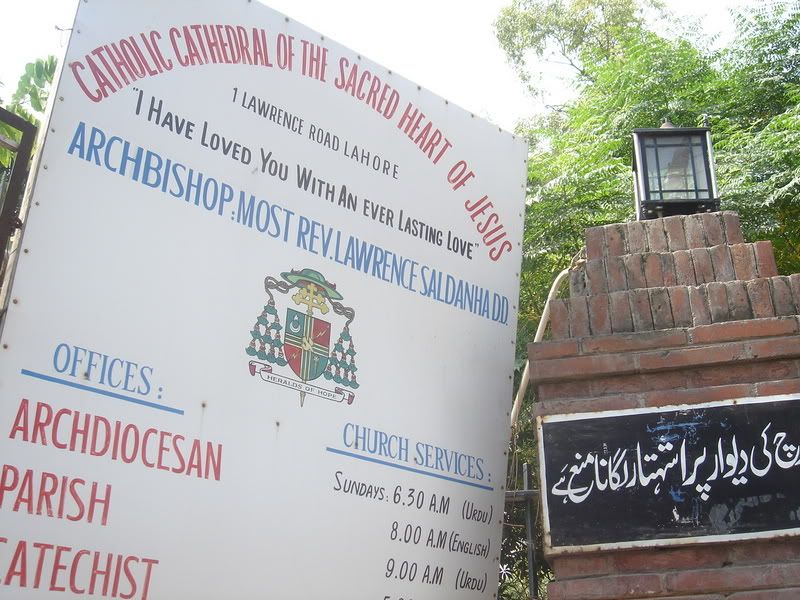 CATHOLIC CATHEDRAL OF THE SACRED HEART OF JESUS
1 LAWRENCE ROAD LAHORE
"I HAVE LOVED YOU WITH AN EVER LASTING LOVE"
ARCHBISHOP: MOST REV. LAWRENCE SALDANHA DD.
HERALDS OF HOPE
OFFICES:
ARCHDIOCESAN
PARISH
CATECHIST
CHURCH SERVICES:
SUNDAYS: 6.30 A.M (URDU)
8.00 A.M (ENGLISH)
9.00 A.M (URDU)
کی دیوار پر اشتہار لگانا منع ہے